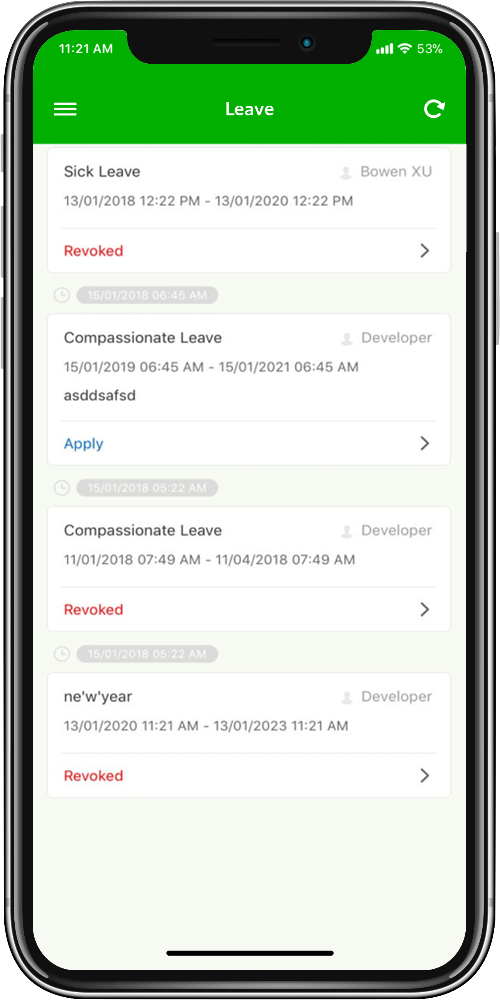 11:21 AM 53%
Leave
Sick Leave Bowen XU
13/01/2018 12:22 PM - 13/01/2020 12:22 PM
Revoked
15/01/2018 06:45 AM
Compassionate Leave Developer
15/01/2019 06:45 AM - 15/01/2021 06:45 AM
asddsafsd
Apply
15/01/2018 05:22 AM
Compassionate Leave Developer
11/01/2018 07:49 AM - 11/04/2018 07:49 AM
Revoked
15/01/2018 05:22 AM
ne'w'year Developer
13/01/2020 11:21 AM - 13/01/2023 11:21 AM
Revoked